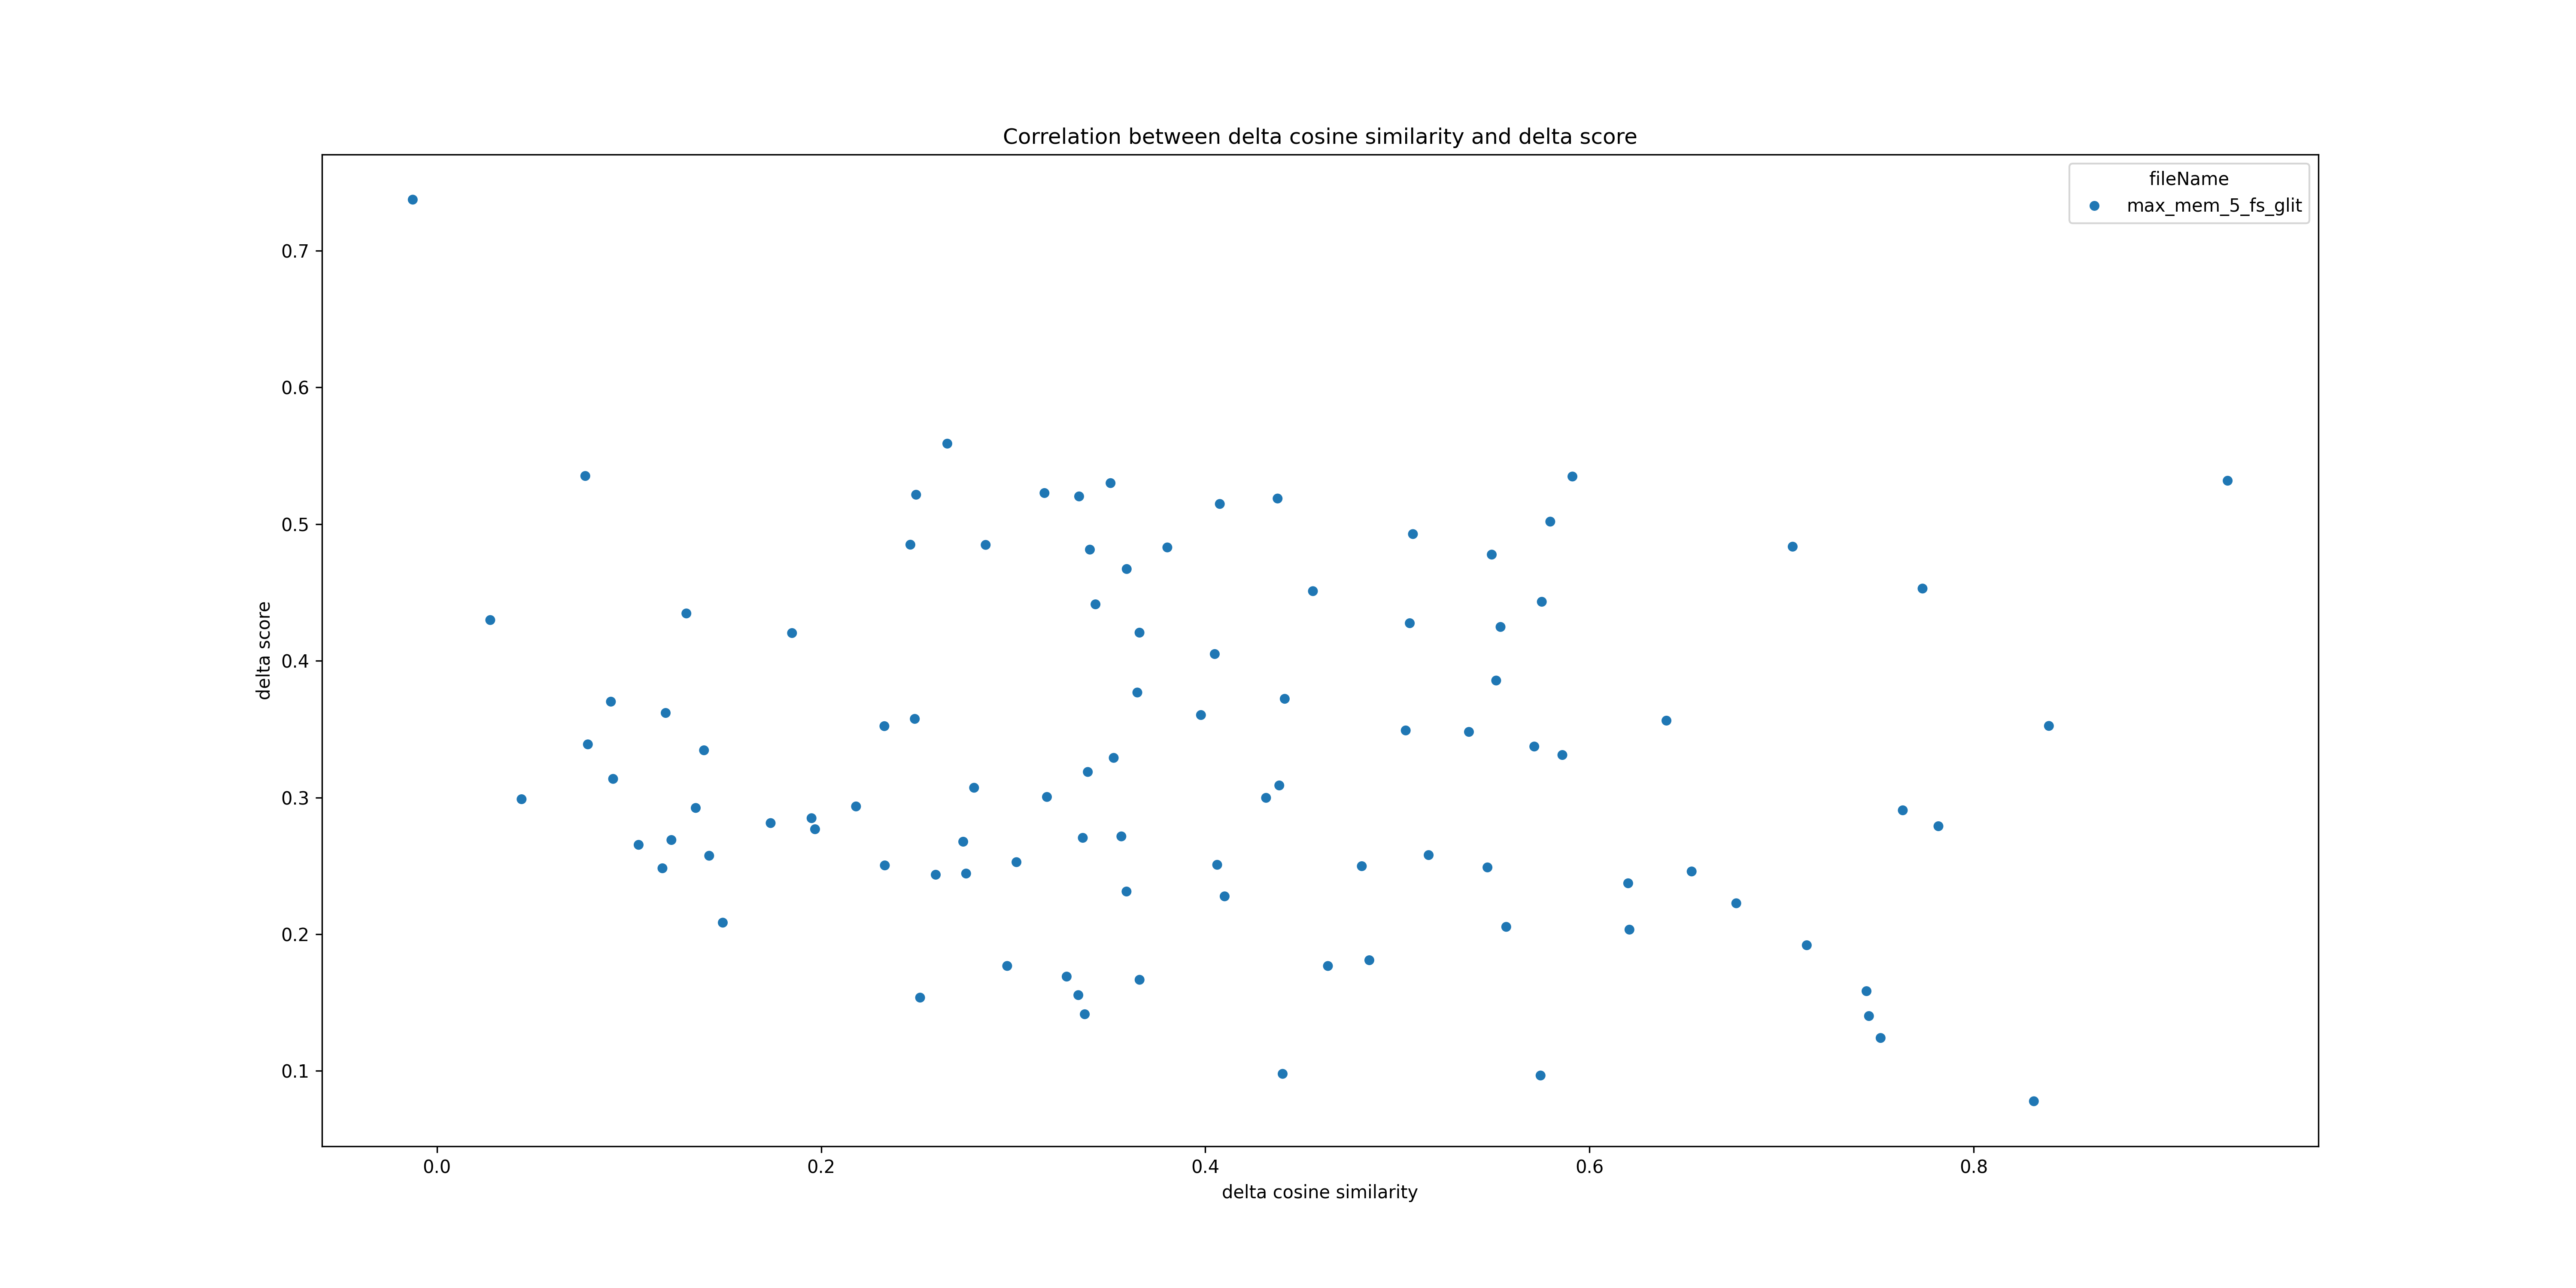 Correlation between delta cosine similarity and delta score
fileName
max_mem_5_fs_glit
delta score
0.7
0.6
0.5
0.4
0.3
0.2
0.1
0.0 0.2 0.4 0.6 0.8
delta cosine similarity